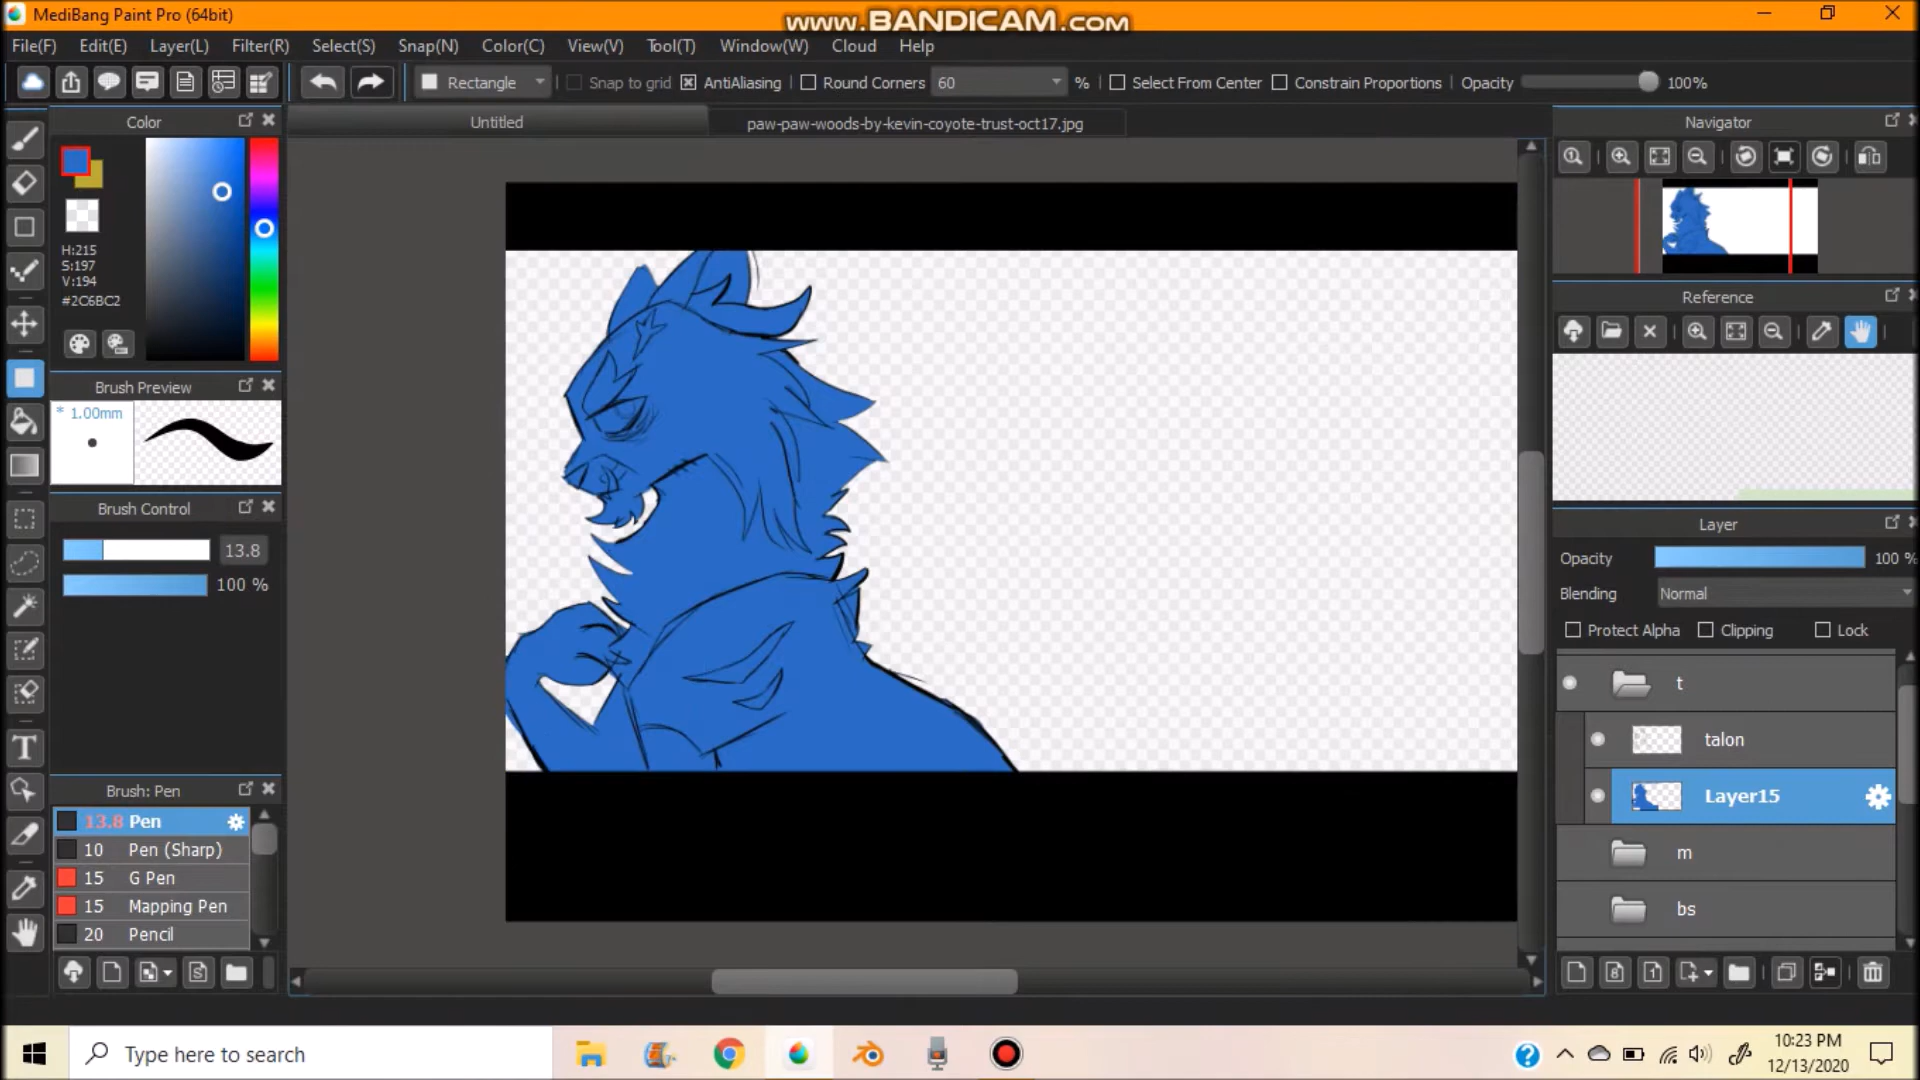 MediBang Paint Pro (64bit)
www.BANDICAM.com
File(F) Edit(E) Layer(L) Filter(R) Select(S) Snap(N) Color(C) View(V) Tool(T) Window(W) Cloud Help
Rectangle Snap to grid AntiAliasing Round Corners 60 % Select From Center Constrain Proportions Opacity 100%
Color
Untitled
paw-paw-woods-by-kevin-coyote-trust-oct17.jpg
Navigator
H:215
S:197
V:194
#2C6BC2
Reference
Brush Preview
* 1.00mm
Brush Control
13.8
100 %
Layer
Opacity 100 %
Blending Normal
Protect Alpha Clipping Lock
t
talon
Layer15
m
bs
Brush: Pen
13.8 Pen
10 Pen (Sharp)
15 G Pen
15 Mapping Pen
20 Pencil
Type here to search
10:23 PM
12/13/2020